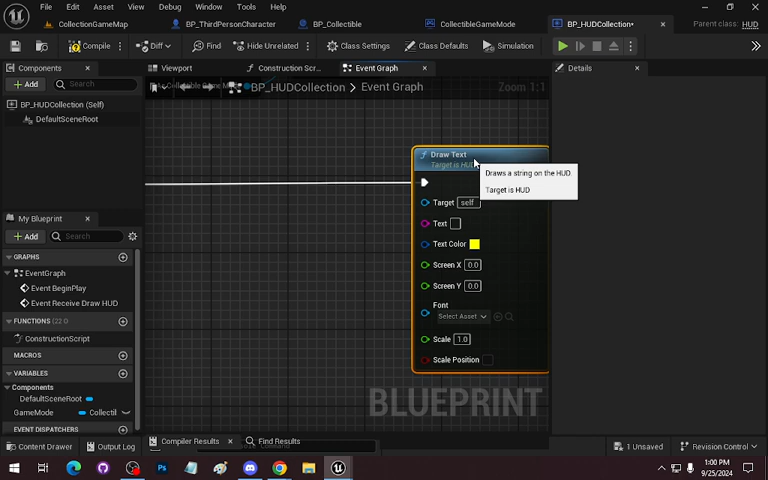 File Edit Asset View Debug Window Tools Help
CollectionGameMap BP_ThirdPersonCharacter BP_Collectible CollectibleGameMode BP_HUDCollection* Parent class: HUD
Compile Diff Find Hide Unrelated Class Settings Class Defaults Simulation
Components Viewport Construction Scr... Event Graph Details
+ Add Search
BP_HUDCollection > Event Graph Zoom 1:1
BP_HUDCollection (Self)
DefaultSceneRoot
Draw Text
Target is HUD
Draws a string on the HUD.
Target is HUD
Target self
Text
Text Color
Screen X 0.0
Screen Y 0.0
Font
Select Asset
Scale 1.0
Scale Position
BLUEPRINT
My Blueprint
+ Add Search
GRAPHS
EventGraph
Event BeginPlay
Event Receive Draw HUD
FUNCTIONS (22 O
ConstructionScript
MACROS
VARIABLES
Components
DefaultSceneRoot
GameMode Collectil
EVENT DISPATCHERS
Content Drawer Output Log Compiler Results Find Results 1 Unsaved Revision Control
1:00 PM
9/25/2024